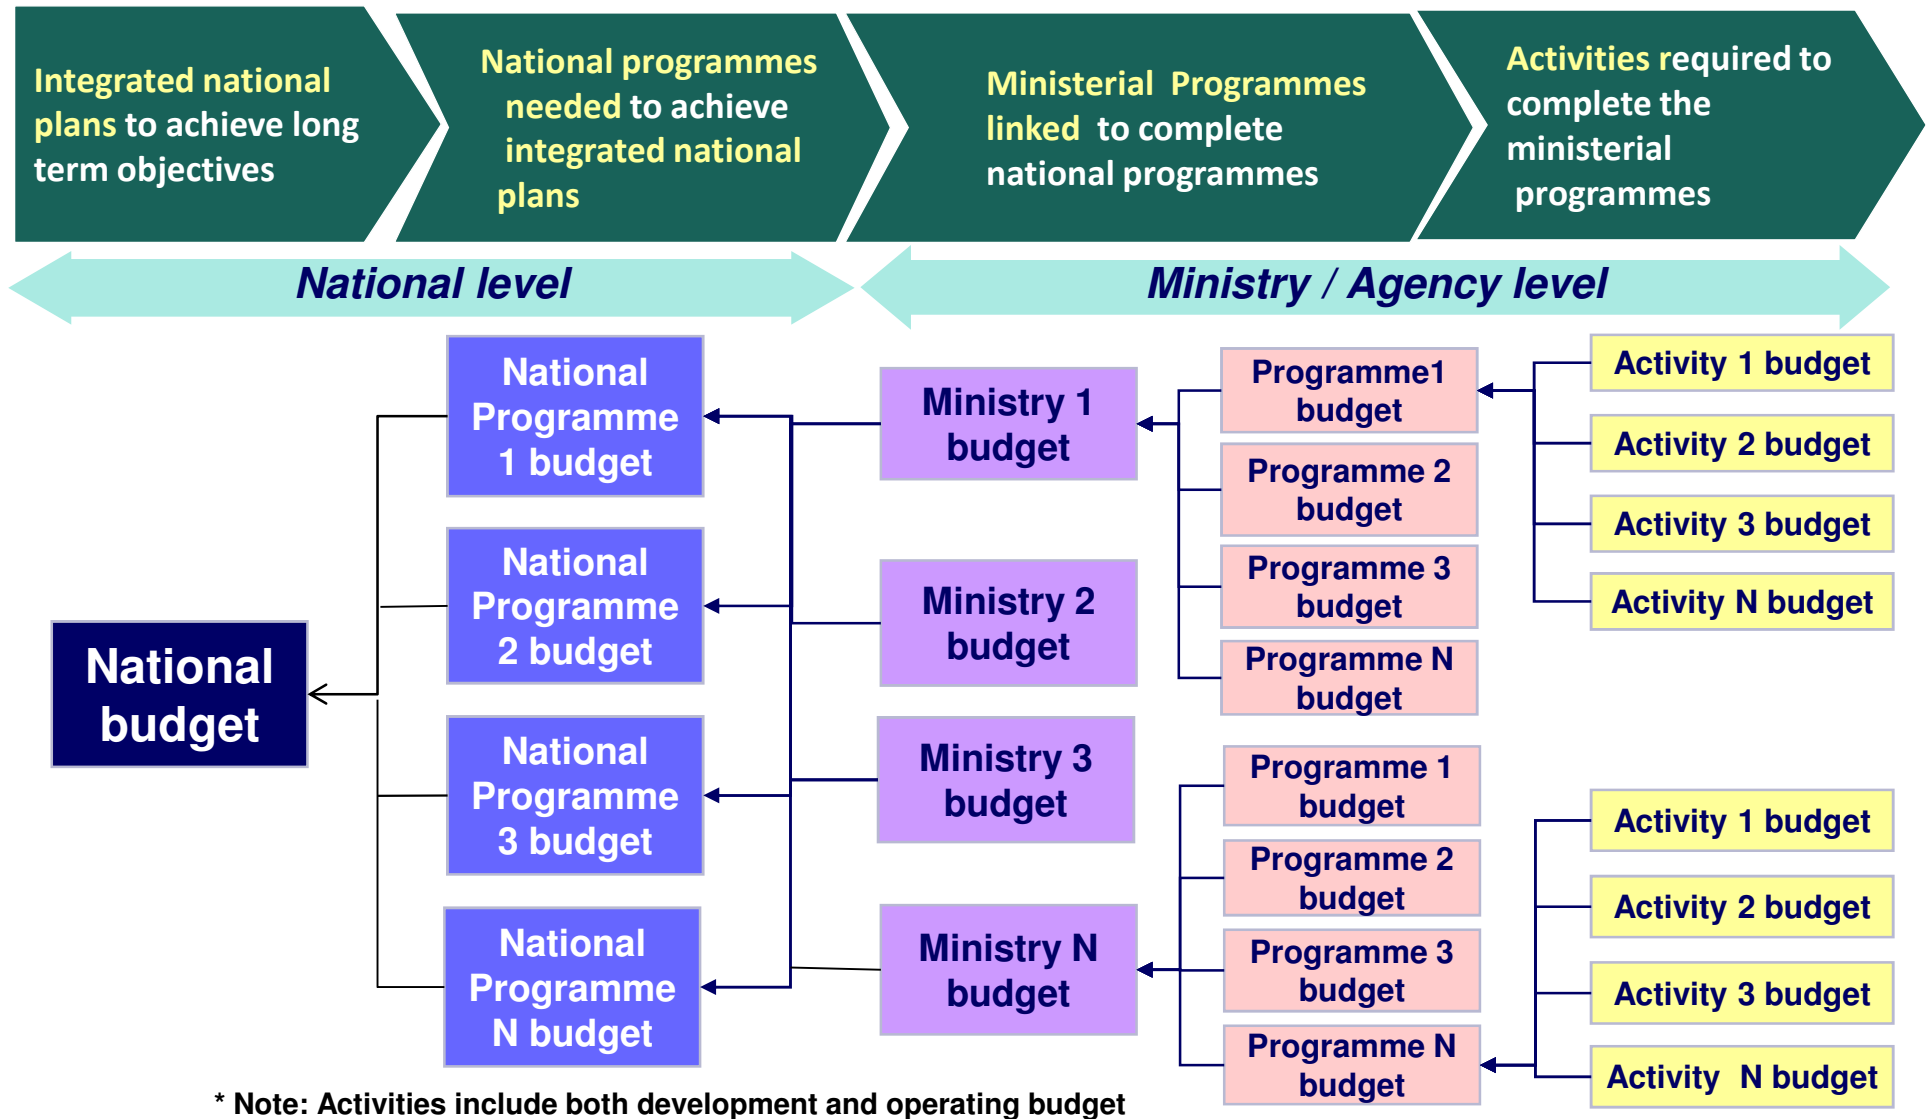 Integrated national
plans to achieve long
term objectives
National programmes
needed to achieve
integrated national
plans
Ministerial Programmes
linked to complete
national programmes
Activities required to
complete the
ministerial
programmes
National level
Ministry / Agency level
National
budget
National
Programme
1 budget
National
Programme
2 budget
National
Programme
3 budget
National
Programme
N budget
Ministry 1
budget
Ministry 2
budget
Ministry 3
budget
Ministry N
budget
Programme1
budget
Programme 2
budget
Programme 3
budget
Programme N
budget
Programme 1
budget
Programme 2
budget
Programme 3
budget
Programme N
budget
Activity 1 budget
Activity 2 budget
Activity 3 budget
Activity N budget
Activity 1 budget
Activity 2 budget
Activity 3 budget
Activity N budget
* Note: Activities include both development and operating budget